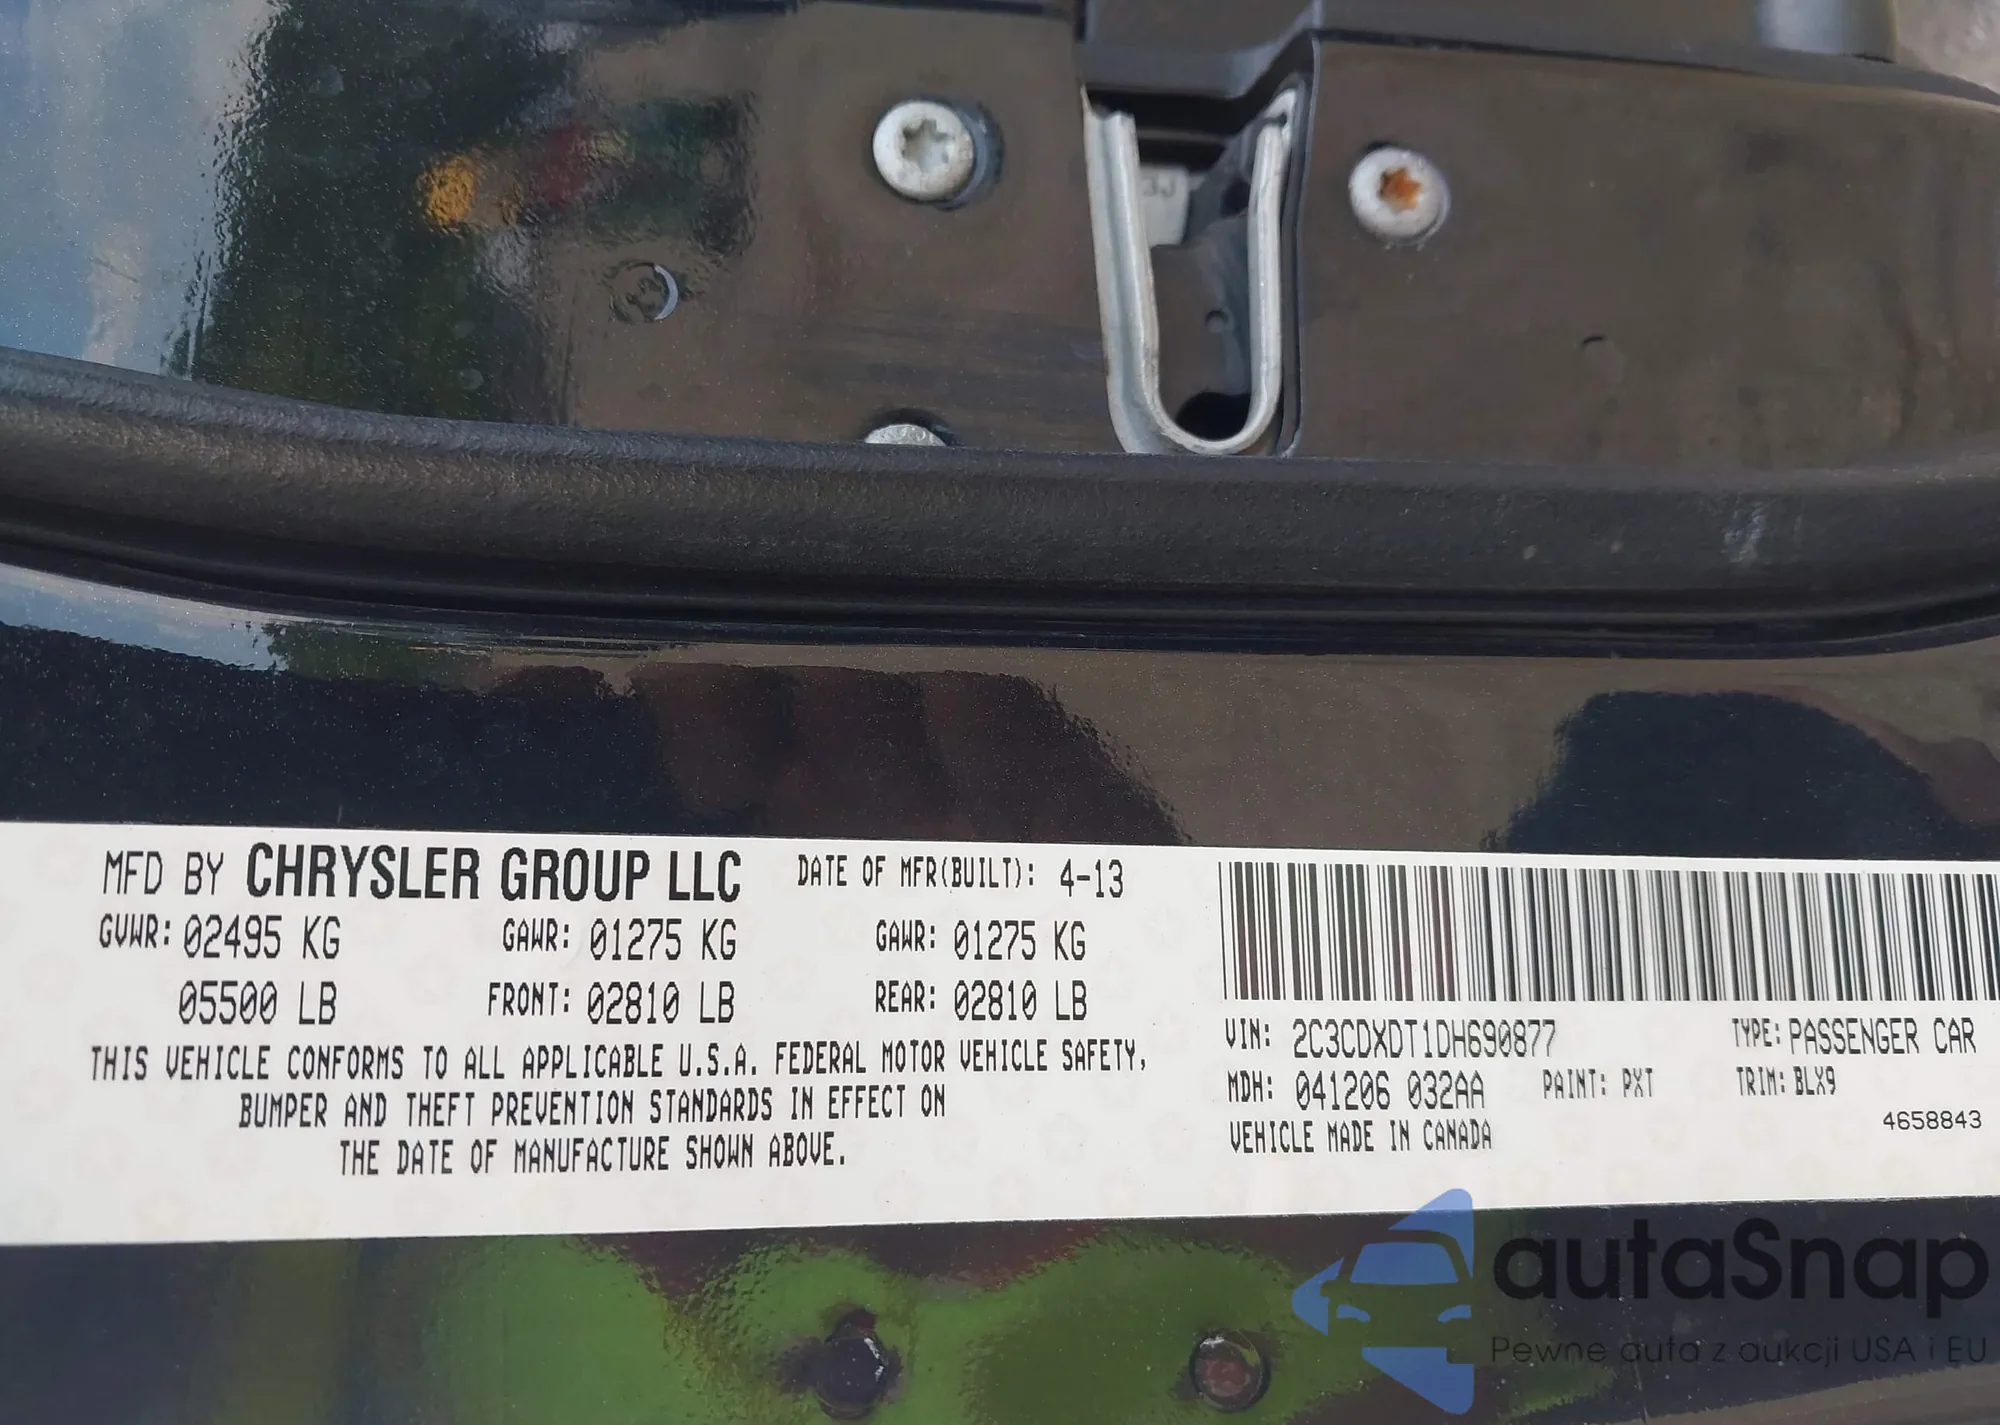 3J
MFD BY CHRYSLER GROUP LLC DATE OF MFR(BUILT): 4-13
GVWR: 02495 KG GAWR: 01275 KG GAWR: 01275 KG
05500 LB FRONT: 02810 LB REAR: 02810 LB
THIS VEHICLE CONFORMS TO ALL APPLICABLE U.S.A. FEDERAL MOTOR VEHICLE SAFETY,
BUMPER AND THEFT PREVENTION STANDARDS IN EFFECT ON
THE DATE OF MANUFACTURE SHOWN ABOVE.
VIN: 2C3CDXDT1DH690877 TYPE: PASSENGER CAR
MDH: 041206 032AA PAINT: PXT TRIM: BLX9
VEHICLE MADE IN CANADA 4658843
autaSnap
Pewne auta z aukcji USA i EU